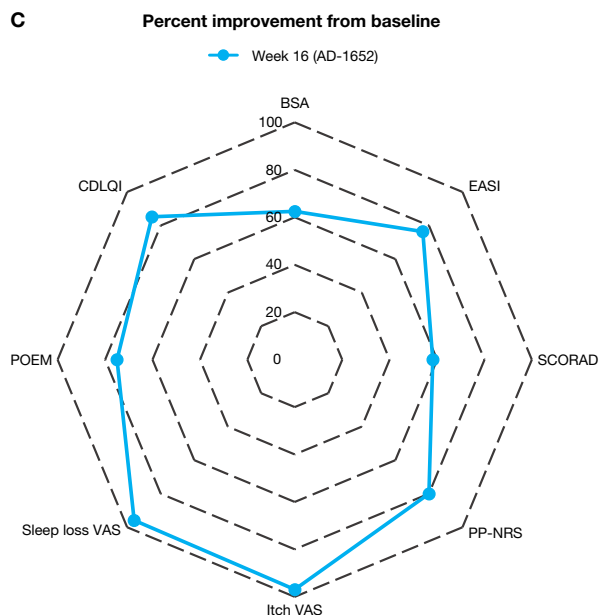 C
Percent improvement from baseline
Week 16 (AD-1652)
BSA
100
CDLQI
EASI
80
60
40
20
POEM
0
SCORAD
Sleep loss VAS
PP-NRS
Itch VAS